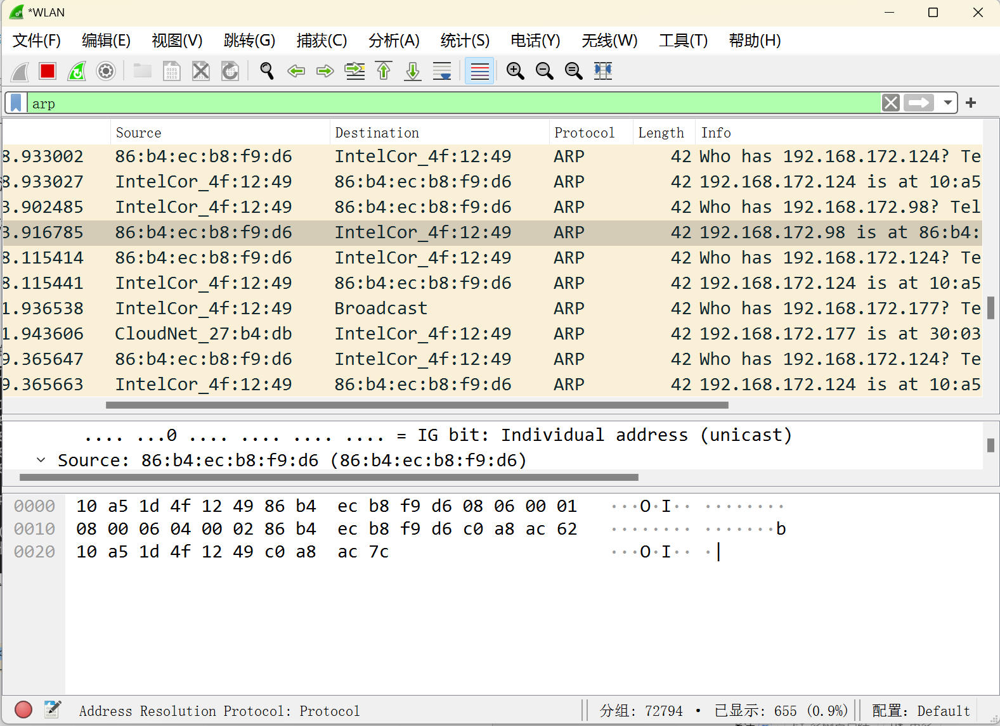 *WLAN
文件(F) 编辑(E) 视图(V) 跳转(G) 捕获(C) 分析(A) 统计(S) 电话(Y) 无线(W) 工具(T) 帮助(H)
arp
Source Destination Protocol Length Info
8.933002 86:b4:ec:b8:f9:d6 IntelCor_4f:12:49 ARP 42 Who has 192.168.172.124? Te
8.933027 IntelCor_4f:12:49 86:b4:ec:b8:f9:d6 ARP 42 192.168.172.124 is at 10:a5
3.902485 IntelCor_4f:12:49 86:b4:ec:b8:f9:d6 ARP 42 Who has 192.168.172.98? Tel
3.916785 86:b4:ec:b8:f9:d6 IntelCor_4f:12:49 ARP 42 192.168.172.98 is at 86:b4:
8.115414 86:b4:ec:b8:f9:d6 IntelCor_4f:12:49 ARP 42 Who has 192.168.172.124? Te
8.115441 IntelCor_4f:12:49 86:b4:ec:b8:f9:d6 ARP 42 192.168.172.124 is at 10:a5
1.936538 IntelCor_4f:12:49 Broadcast ARP 42 Who has 192.168.172.177? Te
1.943606 CloudNet_27:b4:db IntelCor_4f:12:49 ARP 42 192.168.172.177 is at 30:03
9.365647 86:b4:ec:b8:f9:d6 IntelCor_4f:12:49 ARP 42 Who has 192.168.172.124? Te
9.365663 IntelCor_4f:12:49 86:b4:ec:b8:f9:d6 ARP 42 192.168.172.124 is at 10:a5
.... ...0 .... .... .... .... = IG bit: Individual address (unicast)
Source: 86:b4:ec:b8:f9:d6 (86:b4:ec:b8:f9:d6)
0000 10 a5 1d 4f 12 49 86 b4 ec b8 f9 d6 08 06 00 01 ···O·I·· ········
0010 08 00 06 04 00 02 86 b4 ec b8 f9 d6 c0 a8 ac 62 ········ ·······b
0020 10 a5 1d 4f 12 49 c0 a8 ac 7c ···O·I·· ·|
Address Resolution Protocol: Protocol 分组: 72794 · 已显示: 655 (0.9%) 配置: Default